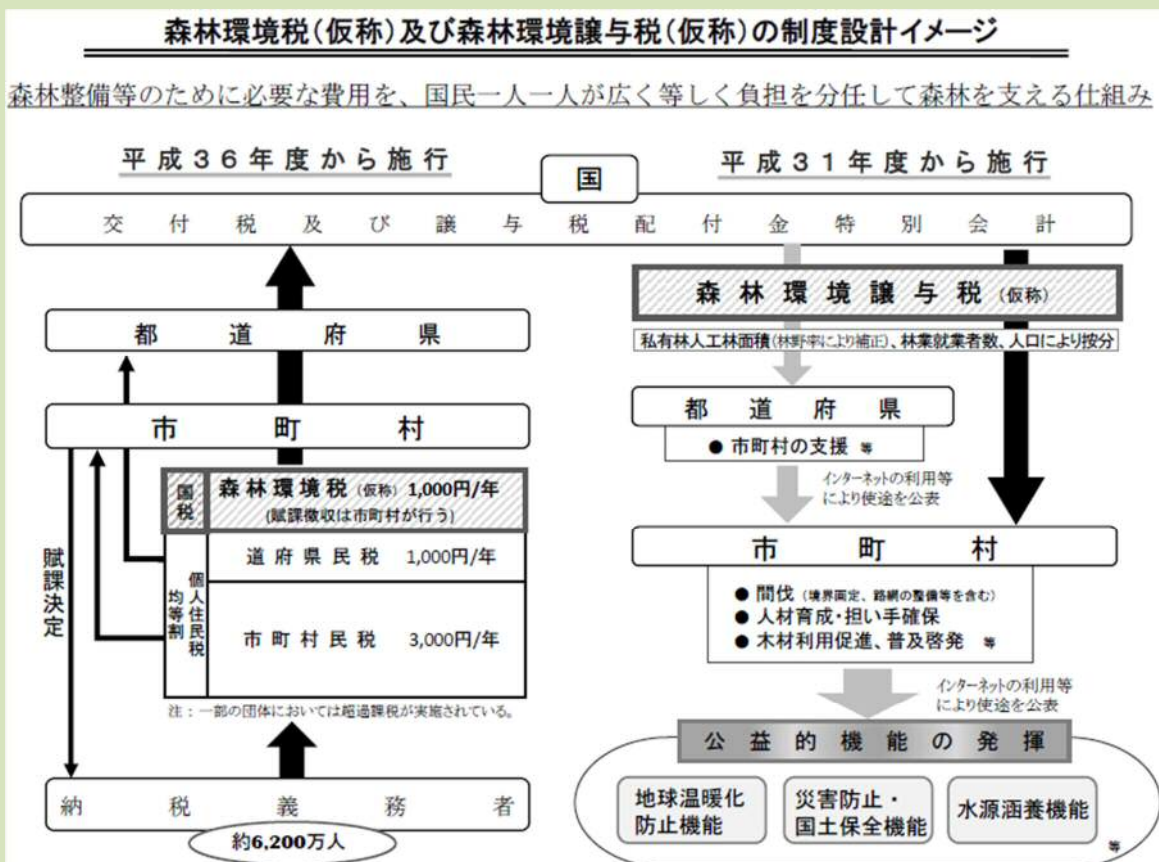 森林環境税（仮称）及び森林環境譲与税（仮称）の制度設計イメージ
森林整備等のために必要な費用を、国民一人一人が広く等しく負担を分任して森林を支える仕組み
平成３６年度から施行
国
平成３１年度から施行
交付税及び譲与税配付金特別会計
都道府県
市町村
国税
森林環境税（仮称）1,000円/年
(賦課徴収は市町村が行う)
個人住民税
均等割
道府県民税 1,000円/年
市町村民税 3,000円/年
賦課決定
注：一部の団体においては超過課税が実施されている。
納税義務者
約6,200万人
森林環境譲与税（仮称）
私有林人工林面積(林野率により補正)、林業就業者数、人口により按分
都道府県
● 市町村の支援 等
インターネットの利用等
により使途を公表
市町村
● 間伐（境界画定、路網の整備等を含む）
● 人材育成・担い手確保
● 木材利用促進、普及啓発 等
インターネットの利用等
により使途を公表
公益的機能の発揮
地球温暖化
防止機能
災害防止・
国土保全機能
水源涵養機能
等